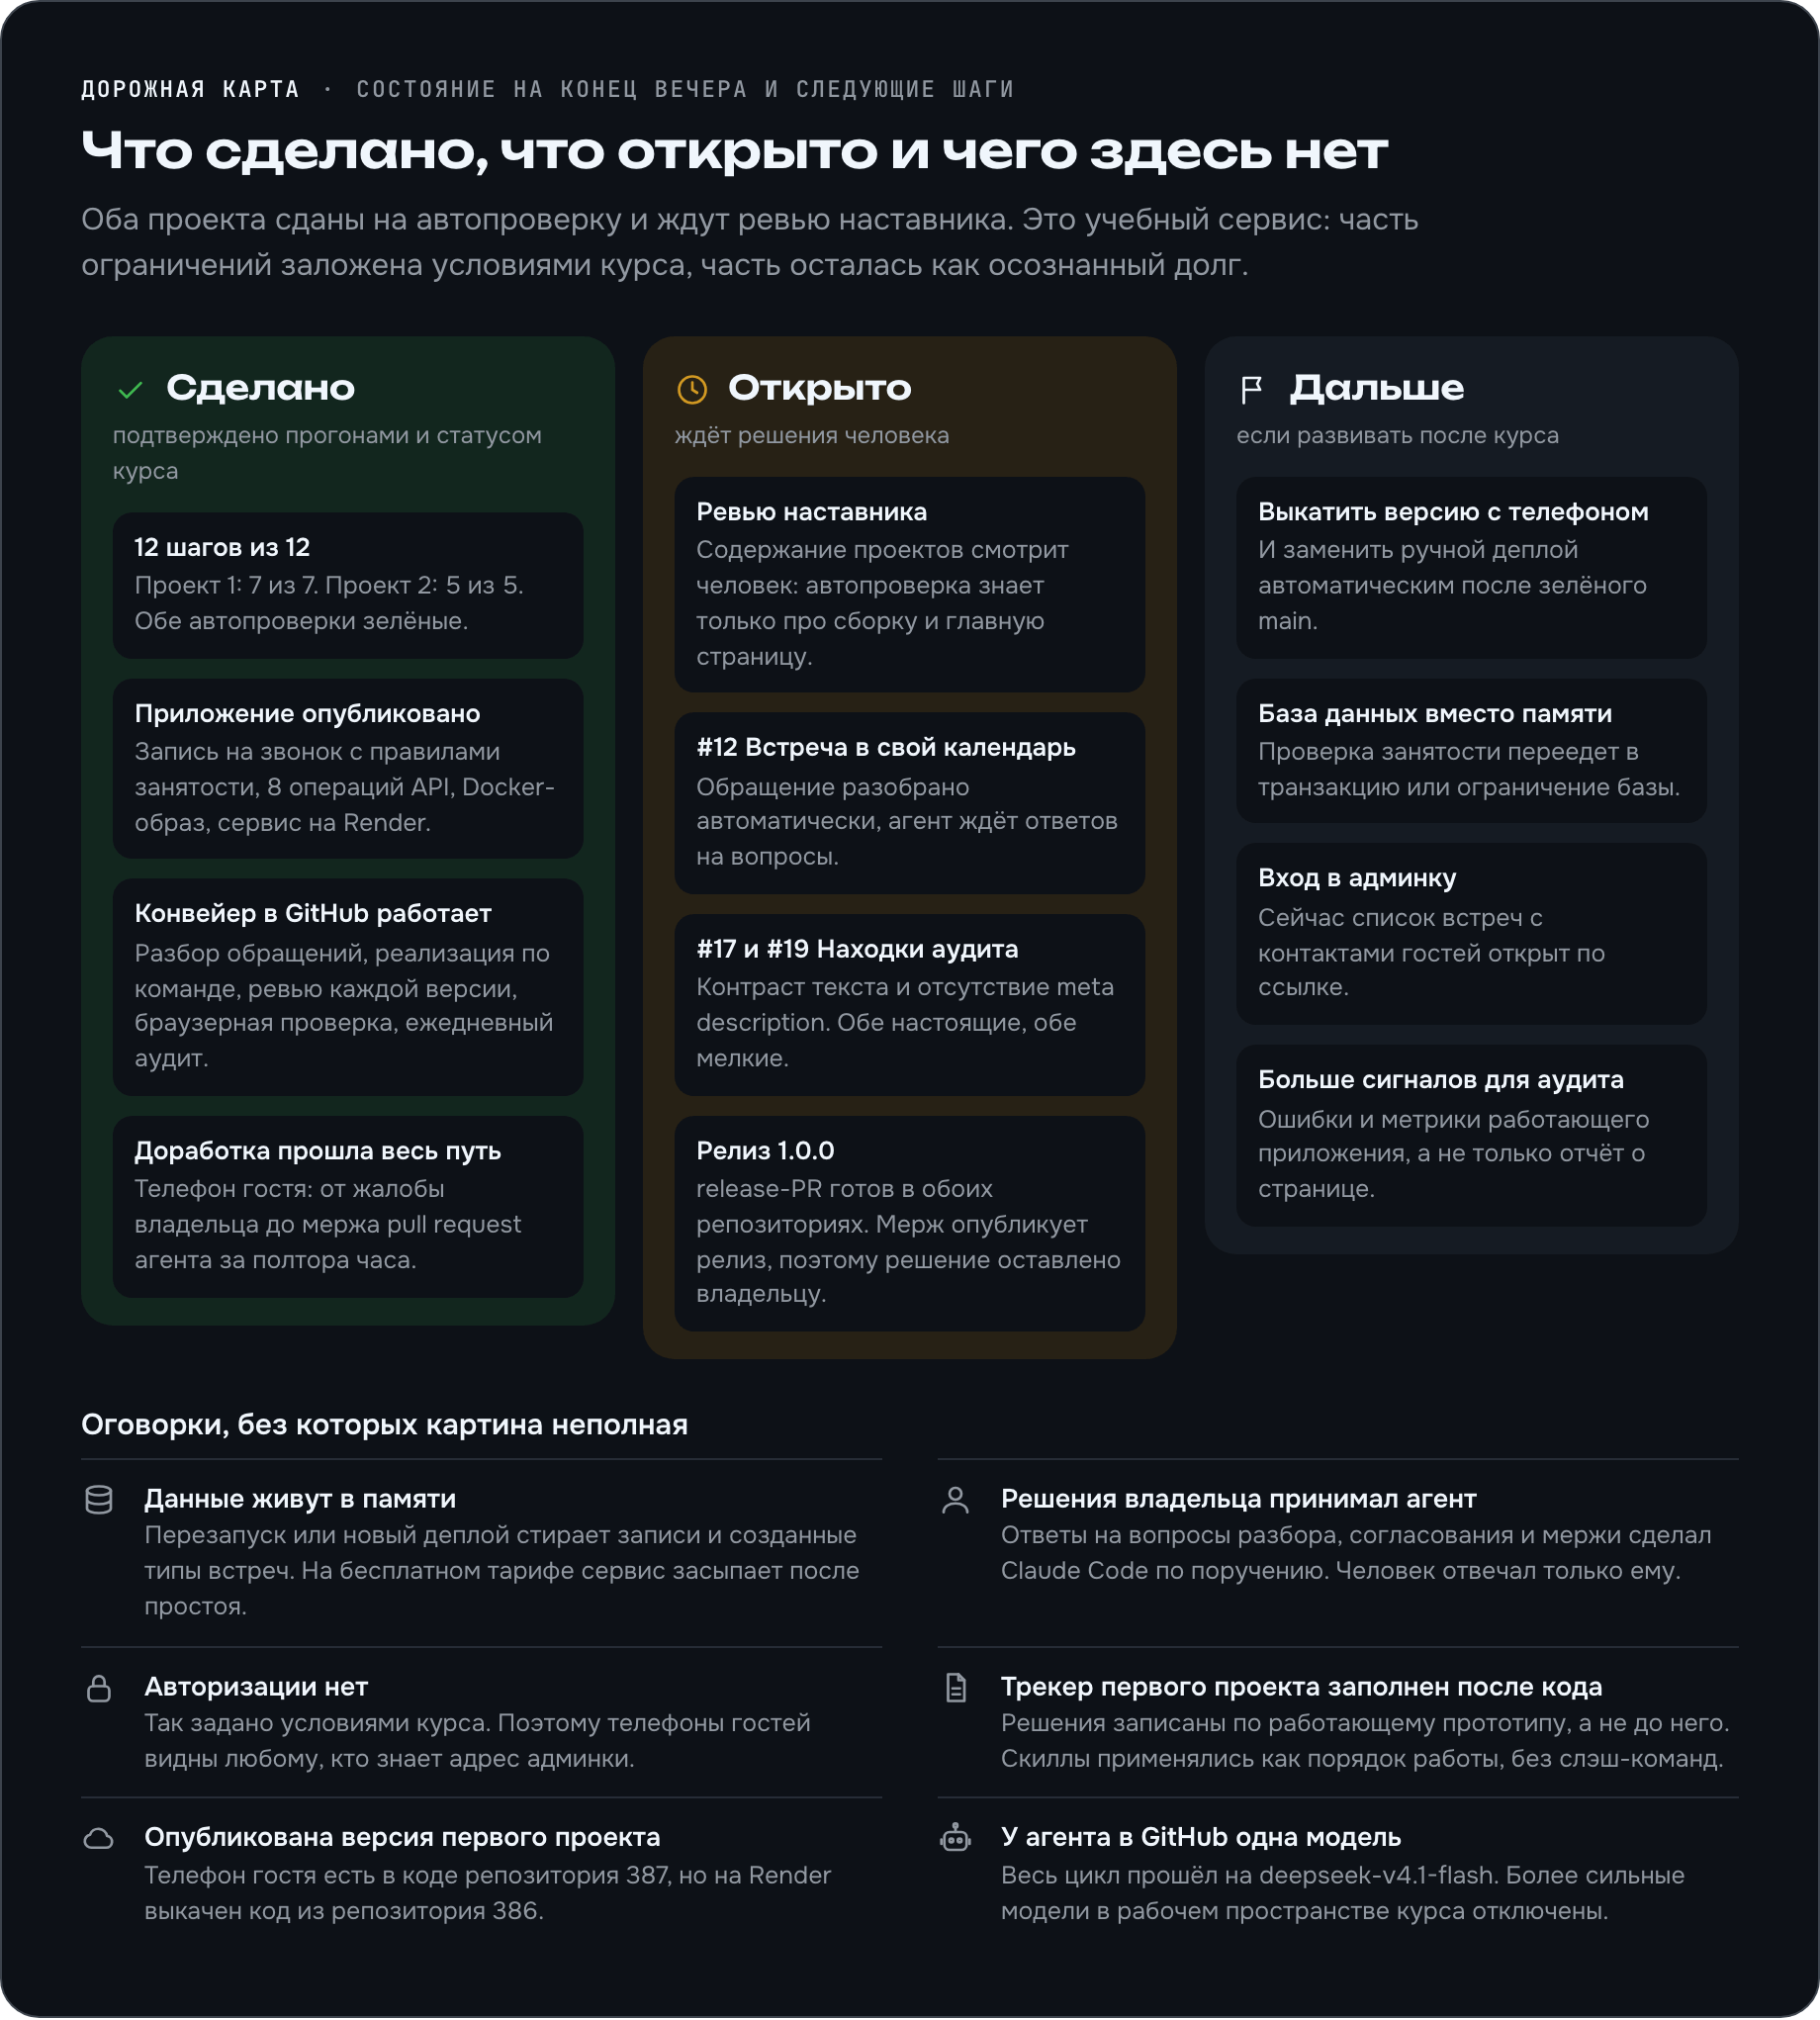 ДОРОЖНАЯ КАРТА · СОСТОЯНИЕ НА КОНЕЦ ВЕЧЕРА И СЛЕДУЮЩИЕ ШАГИ
Что сделано, что открыто и чего здесь нет
Оба проекта сданы на автопроверку и ждут ревью наставника. Это учебный сервис: часть
ограничений заложена условиями курса, часть осталась как осознанный долг.
Сделано
подтверждено прогонами и статусом
курса
12 шагов из 12
Проект 1: 7 из 7. Проект 2: 5 из 5.
Обе автопроверки зелёные.
Приложение опубликовано
Запись на звонок с правилами
занятости, 8 операций API, Docker-
образ, сервис на Render.
Конвейер в GitHub работает
Разбор обращений, реализация по
команде, ревью каждой версии,
браузерная проверка, ежедневный
аудит.
Доработка прошла весь путь
Телефон гостя: от жалобы
владельца до мержа pull request
агента за полтора часа.
Открыто
ждёт решения человека
Ревью наставника
Содержание проектов смотрит
человек: автопроверка знает
только про сборку и главную
страницу.
#12 Встреча в свой календарь
Обращение разобрано
автоматически, агент ждёт ответов
на вопросы.
#17 и #19 Находки аудита
Контраст текста и отсутствие meta
description. Обе настоящие, обе
мелкие.
Релиз 1.0.0
release-PR готов в обоих
репозиториях. Мерж опубликует
релиз, поэтому решение оставлено
владельцу.
Дальше
если развивать после курса
Выкатить версию с телефоном
И заменить ручной деплой
автоматическим после зелёного
main.
База данных вместо памяти
Проверка занятости переедет в
транзакцию или ограничение базы.
Вход в админку
Сейчас список встреч с
контактами гостей открыт по
ссылке.
Больше сигналов для аудита
Ошибки и метрики работающего
приложения, а не только отчёт о
странице.
Оговорки, без которых картина неполная
Данные живут в памяти
Перезапуск или новый деплой стирает записи и созданные
типы встреч. На бесплатном тарифе сервис засыпает после
простоя.
Решения владельца принимал агент
Ответы на вопросы разбора, согласования и мержи сделал
Claude Code по поручению. Человек отвечал только ему.
Авторизации нет
Так задано условиями курса. Поэтому телефоны гостей
видны любому, кто знает адрес админки.
Трекер первого проекта заполнен после кода
Решения записаны по работающему прототипу, а не до него.
Скиллы применялись как порядок работы, без слэш-команд.
Опубликована версия первого проекта
Телефон гостя есть в коде репозитория 387, но на Render
выкачен код из репозитория 386.
У агента в GitHub одна модель
Весь цикл прошёл на deepseek-v4.1-flash. Более сильные
модели в рабочем пространстве курса отключены.